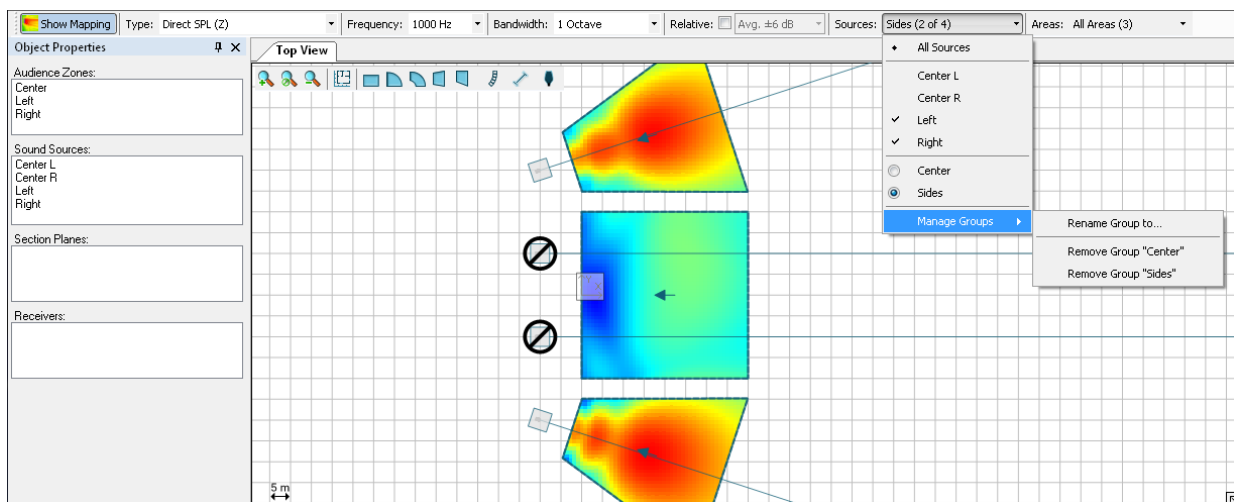 Show Mapping Type: Direct SPL (Z) Frequency: 1000 Hz Bandwidth: 1 Octave Relative: Avg. ±6 dB Sources: Sides (2 of 4) Areas: All Areas (3)
Object Properties
Audience Zones:
Center
Left
Right
Sound Sources:
Center L
Center R
Left
Right
Section Planes:
Receivers:
Top View
5 m
All Sources
Center L
Center R
Left
Right
Center
Sides
Manage Groups
Rename Group to...
Remove Group "Center"
Remove Group "Sides"